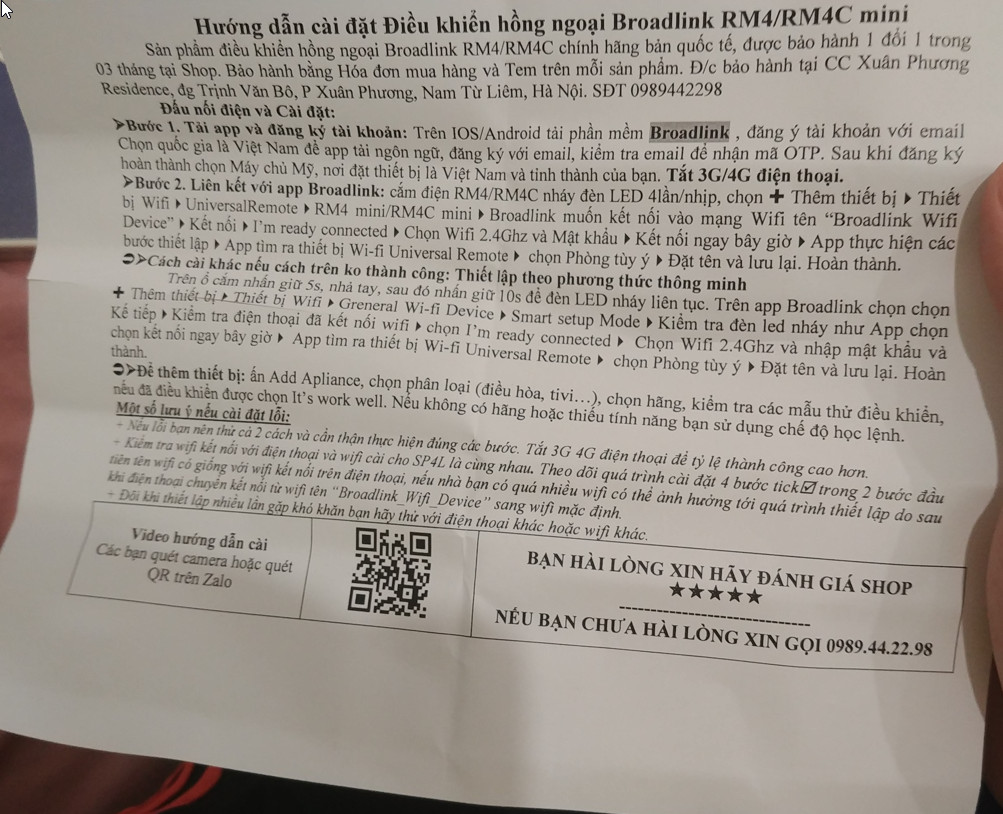 Hướng dẫn cài đặt Điều khiển hồng ngoại Broadlink RM4/RM4C mini
Sản phẩm điều khiển hồng ngoại Broadlink RM4/RM4C chính hãng bản quốc tế, được bảo hành 1 đổi 1 trong
03 tháng tại Shop. Bảo hành bằng Hóa đơn mua hàng và Tem trên mỗi sản phẩm. Đ/c bảo hành tại CC Xuân Phương
Residence, đg Trịnh Văn Bô, P Xuân Phương, Nam Từ Liêm, Hà Nội. SĐT 0989442298
Đấu nối điện và Cài đặt:
➤Bước 1. Tải app và đăng ký tài khoản: Trên IOS/Android tải phần mềm Broadlink , đăng ý tài khoản với email
Chọn quốc gia là Việt Nam để app tải ngôn ngữ, đăng ký với email, kiểm tra email để nhận mã OTP. Sau khi đăng ký
hoàn thành chọn Máy chủ Mỹ, nơi đặt thiết bị là Việt Nam và tỉnh thành của bạn. Tắt 3G/4G điện thoại.
➤Bước 2. Liên kết với app Broadlink: cắm điện RM4/RM4C nháy đèn LED 4lần/nhịp, chọn ✚ Thêm thiết bị ▶ Thiết
bị Wifi ▶ UniversalRemote ▶ RM4 mini/RM4C mini ▶ Broadlink muốn kết nối vào mạng Wifi tên “Broadlink Wifi
Device” ▶ Kết nối ▶ I’m ready connected ▶ Chọn Wifi 2.4Ghz và Mật khẩu ▶ Kết nối ngay bây giờ ▶ App thực hiện các
bước thiết lập ▶ App tìm ra thiết bị Wi-fi Universal Remote ▶ chọn Phòng tùy ý ▶ Đặt tên và lưu lại. Hoàn thành.
➲➤Cách cài khác nếu cách trên ko thành công: Thiết lập theo phương thức thông minh
Trên ổ cắm nhấn giữ 5s, nhả tay, sau đó nhấn giữ 10s để đèn LED nháy liên tục. Trên app Broadlink chọn chọn
✚ Thêm thiết bị ▶ Thiết bị Wifi ▶ Greneral Wi-fi Device ▶ Smart setup Mode ▶ Kiểm tra đèn led nháy như App chọn
Kế tiếp ▶ Kiểm tra điện thoại đã kết nối wifi ▶ chọn I’m ready connected ▶ Chọn Wifi 2.4Ghz và nhập mật khẩu và
chọn kết nối ngay bây giờ ▶ App tìm ra thiết bị Wi-fi Universal Remote ▶ chọn Phòng tùy ý ▶ Đặt tên và lưu lại. Hoàn
thành.
➲➤Để thêm thiết bị: ấn Add Apliance, chọn phân loại (điều hòa, tivi…), chọn hãng, kiểm tra các mẫu thử điều khiển,
nếu đã điều khiển được chọn It’s work well. Nếu không có hãng hoặc thiếu tính năng bạn sử dụng chế độ học lệnh.
Một số lưu ý nếu cài đặt lỗi:
+ Nếu lỗi bạn nên thử cả 2 cách và cẩn thận thực hiện đúng các bước. Tắt 3G 4G điện thoại để tỷ lệ thành công cao hơn.
+ Kiểm tra wifi kết nối với điện thoại và wifi cài cho SP4L là cùng nhau. Theo dõi quá trình cài đặt 4 bước tick☑ trong 2 bước đầu
tiên tên wifi có giống với wifi kết nối trên điện thoại, nếu nhà bạn có quá nhiều wifi có thể ảnh hưởng tới quá trình thiết lập do sau
khi điện thoại chuyển kết nối từ wifi tên “Broadlink_Wifi_Device” sang wifi mặc định.
+ Đôi khi thiết lập nhiều lần gặp khó khăn bạn hãy thử với điện thoại khác hoặc wifi khác.
Video hướng dẫn cài
Các bạn quét camera hoặc quét
QR trên Zalo
BẠN HÀI LÒNG XIN HÃY ĐÁNH GIÁ SHOP
★★★★★
------------------------------
NẾU BẠN CHƯA HÀI LÒNG XIN GỌI 0989.44.22.98